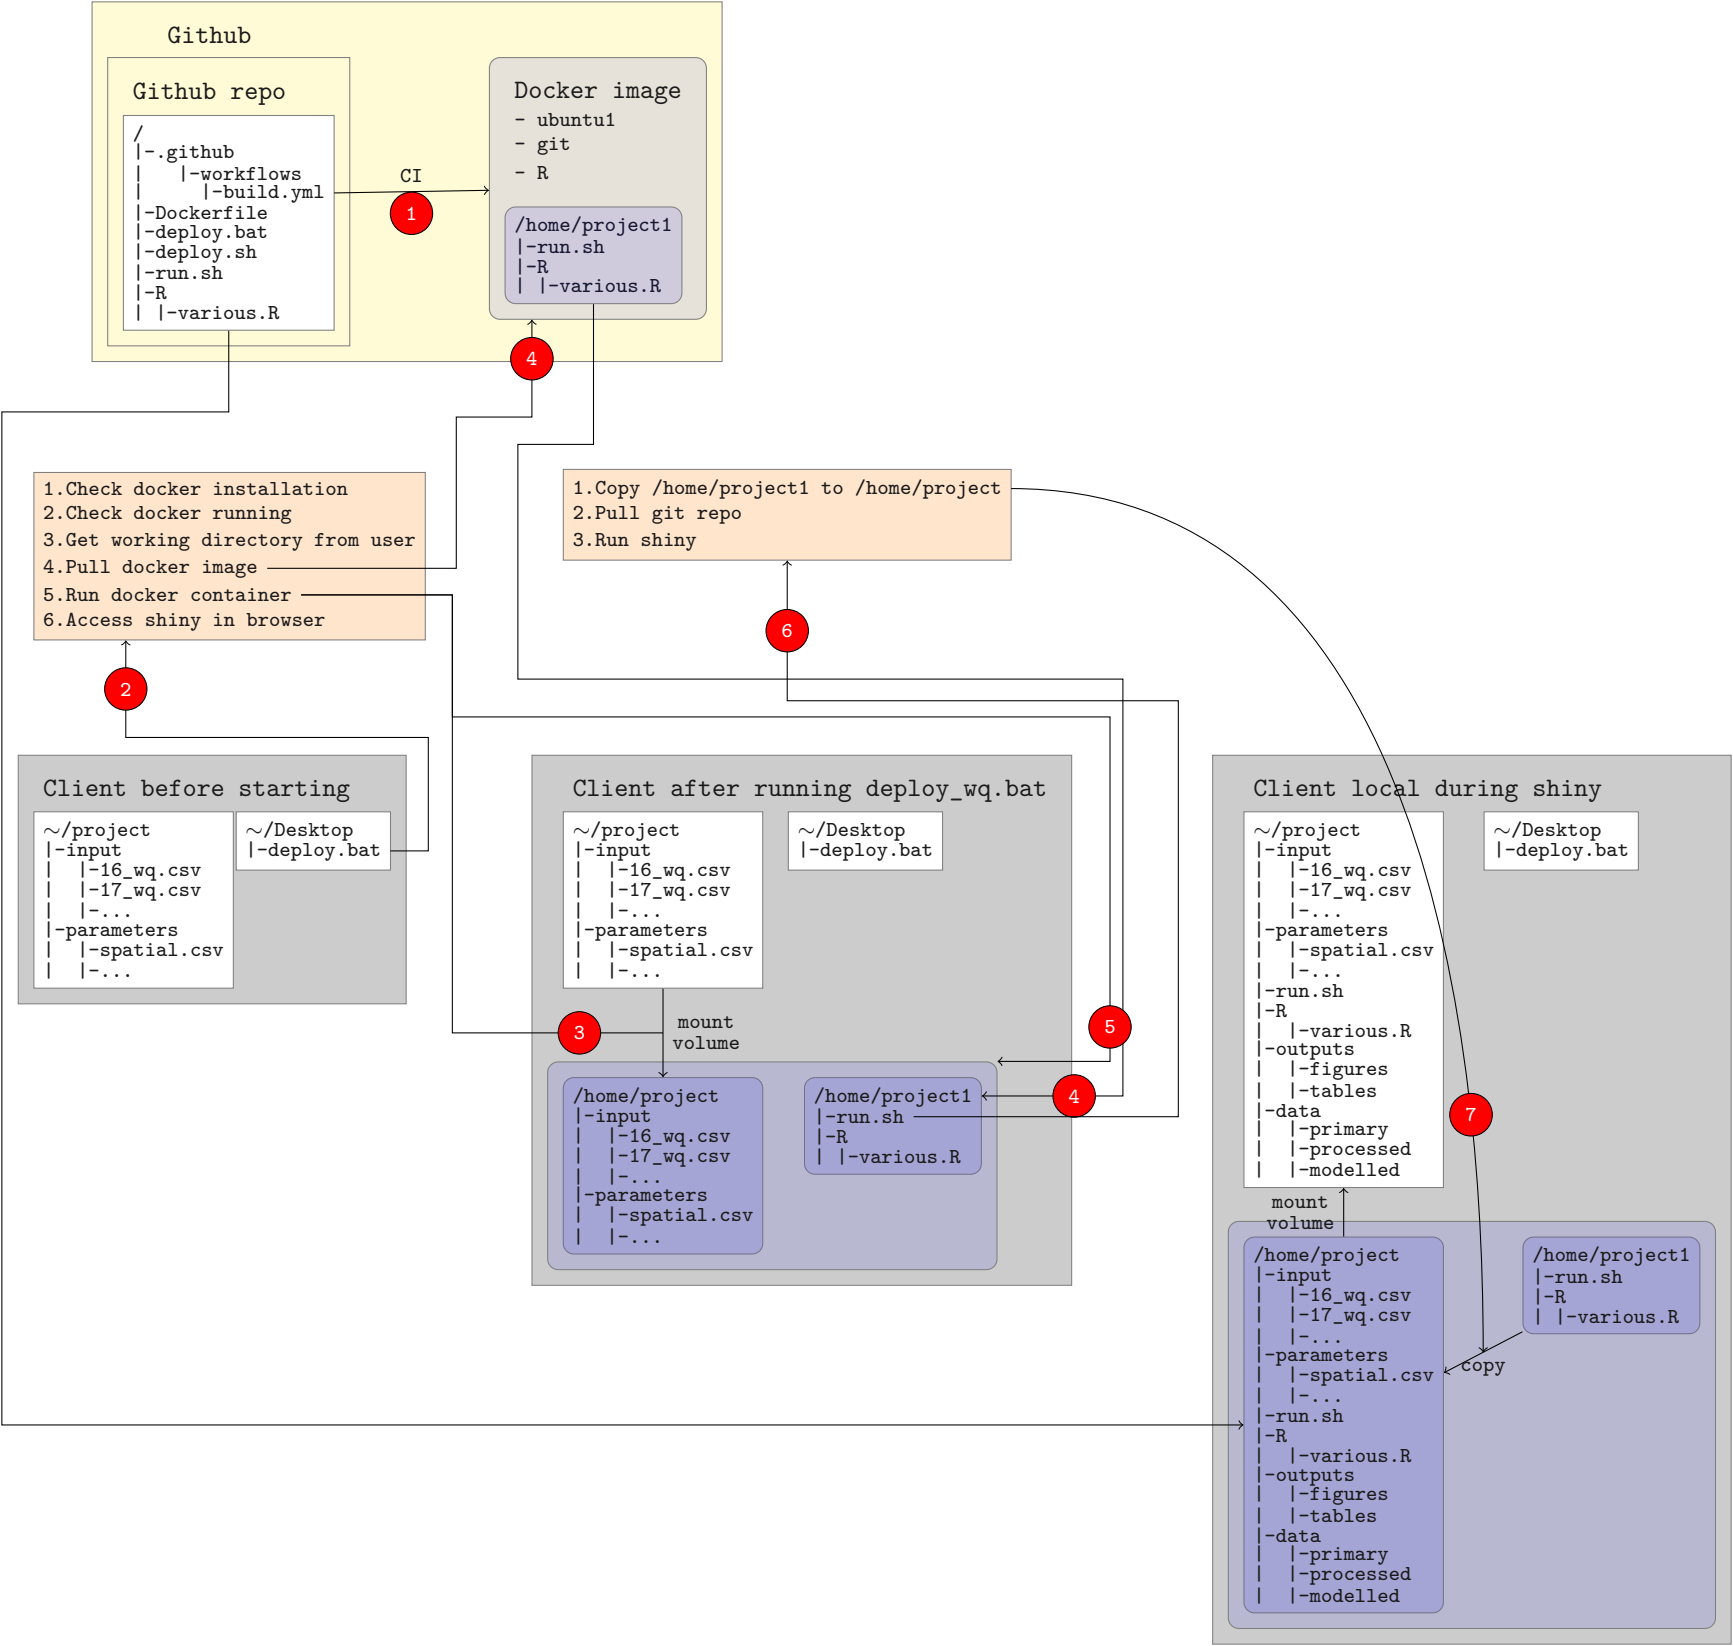 Github
Github repo
/
|-.github
|   |-workflows
|     |-build.yml
|-Dockerfile
|-deploy.bat
|-deploy.sh
|-run.sh
|-R
| |-various.R
CI
1
Docker image
- ubuntu1
- git
- R
/home/project1
|-run.sh
|-R
| |-various.R
4
1.Check docker installation
2.Check docker running
3.Get working directory from user
4.Pull docker image
5.Run docker container
6.Access shiny in browser
1.Copy /home/project1 to /home/project
2.Pull git repo
3.Run shiny
6
2
Client before starting
~/project
|-input
|  |-16_wq.csv
|  |-17_wq.csv
|  |-...
|-parameters
|  |-spatial.csv
|  |-...
~/Desktop
|-deploy.bat
Client after running deploy_wq.bat
~/project
|-input
|  |-16_wq.csv
|  |-17_wq.csv
|  |-...
|-parameters
|  |-spatial.csv
|  |-...
~/Desktop
|-deploy.bat
3
mount
volume
5
/home/project
|-input
|  |-16_wq.csv
|  |-17_wq.csv
|  |-...
|-parameters
|  |-spatial.csv
|  |-...
/home/project1
|-run.sh
|-R
| |-various.R
4
Client local during shiny
~/project
|-input
|  |-16_wq.csv
|  |-17_wq.csv
|  |-...
|-parameters
|  |-spatial.csv
|  |-...
|-run.sh
|-R
|  |-various.R
|-outputs
|  |-figures
|  |-tables
|-data
|  |-primary
|  |-processed
|  |-modelled
~/Desktop
|-deploy.bat
7
mount
volume
/home/project
|-input
|  |-16_wq.csv
|  |-17_wq.csv
|  |-...
|-parameters
|  |-spatial.csv
|  |-...
|-run.sh
|-R
|  |-various.R
|-outputs
|  |-figures
|  |-tables
|-data
|  |-primary
|  |-processed
|  |-modelled
/home/project1
|-run.sh
|-R
| |-various.R
copy